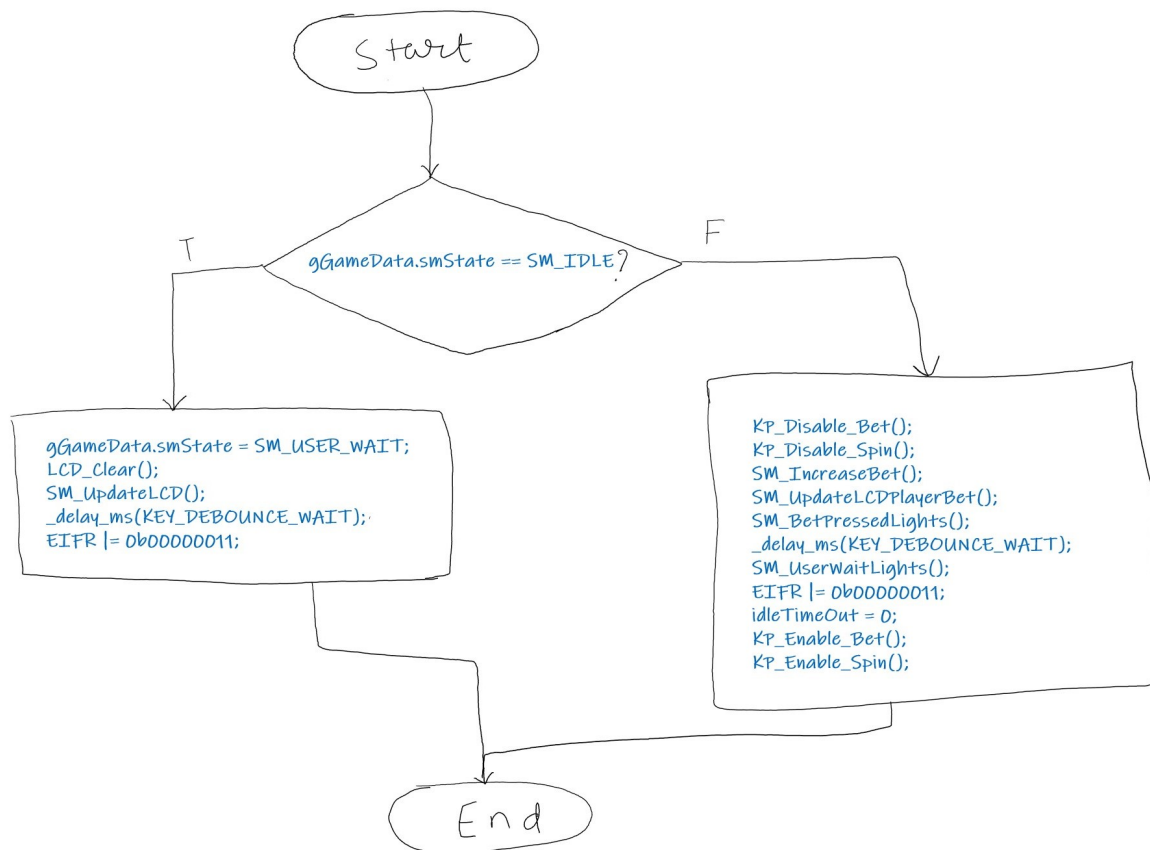 Start
gGameData.smState == SM_IDLE?
T
F
gGameData.smState = SM_USER_WAIT;
LCD_Clear();
SM_UpdateLCD();
_delay_ms(KEY_DEBOUNCE_WAIT);
EIFR |= 0b00000011;
KP_Disable_Bet();
KP_Disable_Spin();
SM_IncreaseBet();
SM_UpdateLCDPlayerBet();
SM_BetPressedLights();
_delay_ms(KEY_DEBOUNCE_WAIT);
SM_UserWaitLights();
EIFR |= 0b00000011;
idleTimeOut = 0;
KP_Enable_Bet();
KP_Enable_Spin();
End